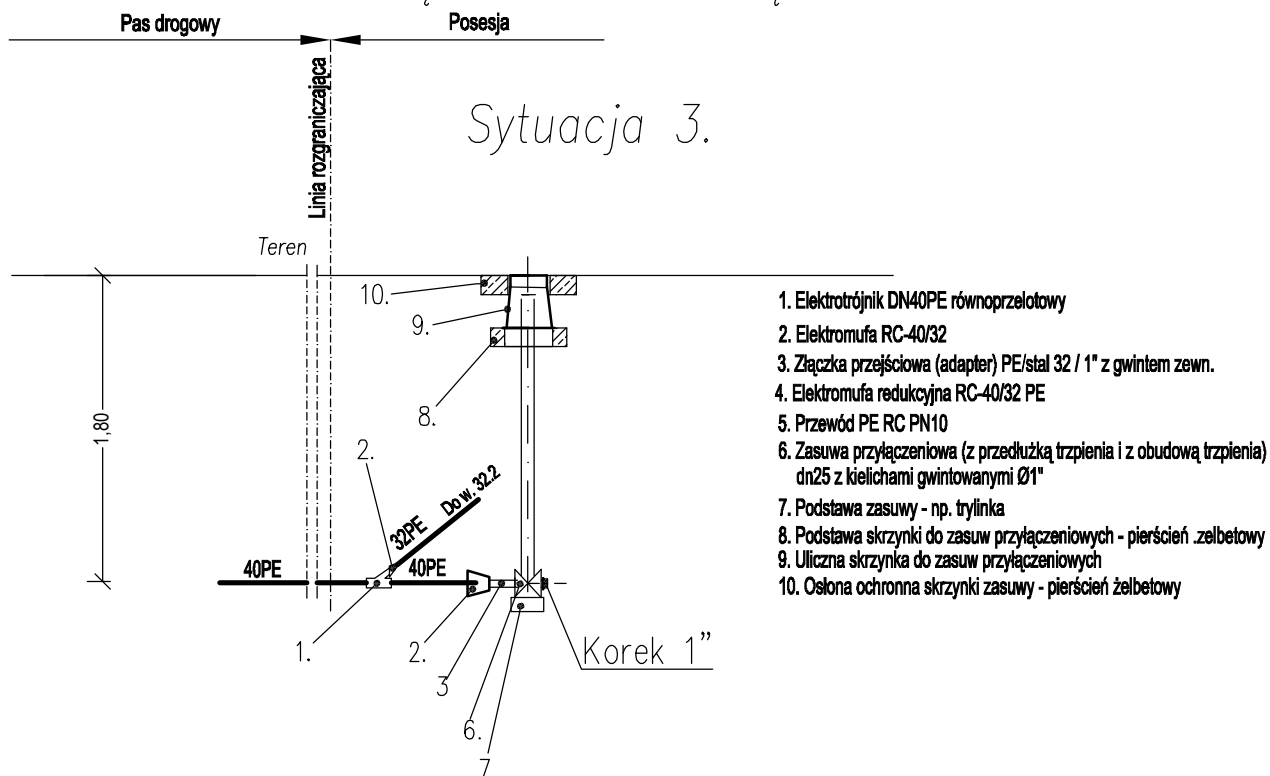 Pas drogowy
Posesja
Linia rozgraniczająca
Sytuacja 3.
Teren
10.
9.
8.
1,80
2.
32PE
Do w. 32.2
40PE
40PE
1.
2.
3
6.
7
Korek 1”
1. Elektrotrójnik DN40PE równoprzelotowy
2. Elektromufa RC-40/32
3. Złączka przejściowa (adapter) PE/stal 32 / 1" z gwintem zewn.
4. Elektromufa redukcyjna RC-40/32 PE
5. Przewód PE RC PN10
6. Zasuwa przyłączeniowa (z przedłużką trzpienia i z obudową trzpienia)
dn25 z kielichami gwintowanymi Ø1"
7. Podstawa zasuwy - np. trylinka
8. Podstawa skrzynki do zasuw przyłączeniowych - pierścień .zelbetowy
9. Uliczna skrzynka do zasuw przyłączeniowych
10. Osłona ochronna skrzynki zasuwy - pierścień żelbetowy